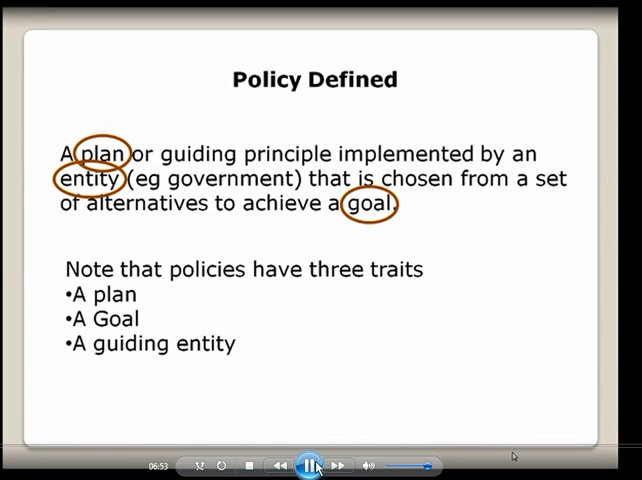 Policy Defined
A plan or guiding principle implemented by an
entity (eg government) that is chosen from a set
of alternatives to achieve a goal.
Note that policies have three traits
•A plan
•A Goal
•A guiding entity
06:53